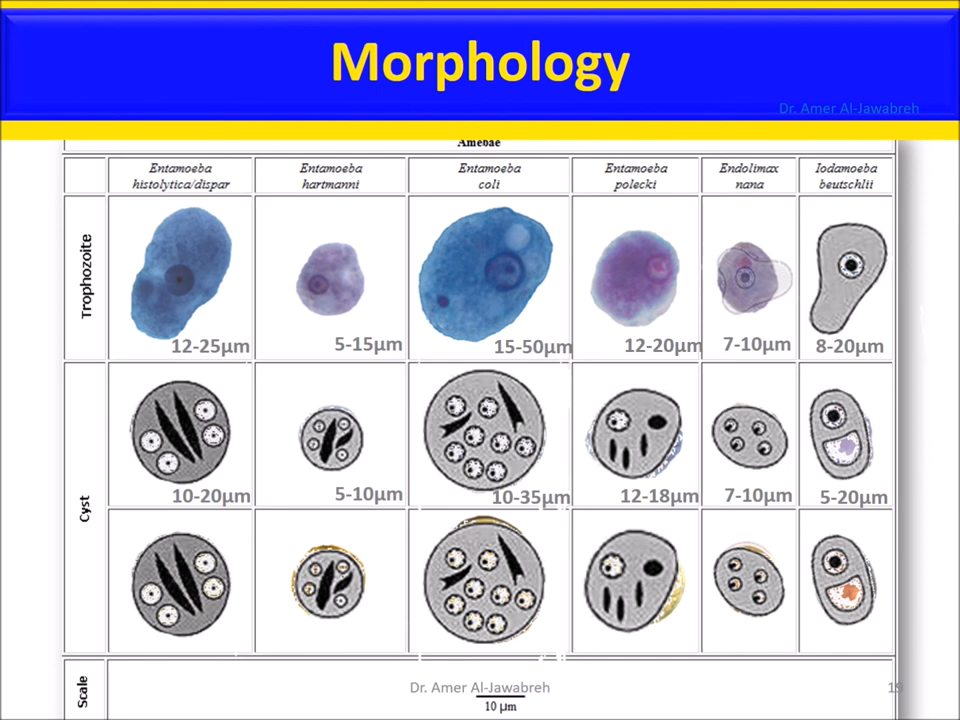 Morphology
Dr. Amer Al-Jawabreh
Amebae
Entamoeba histolytica/dispar
Entamoeba hartmanni
Entamoeba coli
Entamoeba polecki
Endolimax nana
Iodamoeba beutschlii
Trophozoite
12-25µm
5-15µm
15-50µm
12-20µm
7-10µm
8-20µm
Cyst
10-20µm
5-10µm
10-35µm
12-18µm
7-10µm
5-20µm
Scale
Dr. Amer Al-Jawabreh
19
10 µm